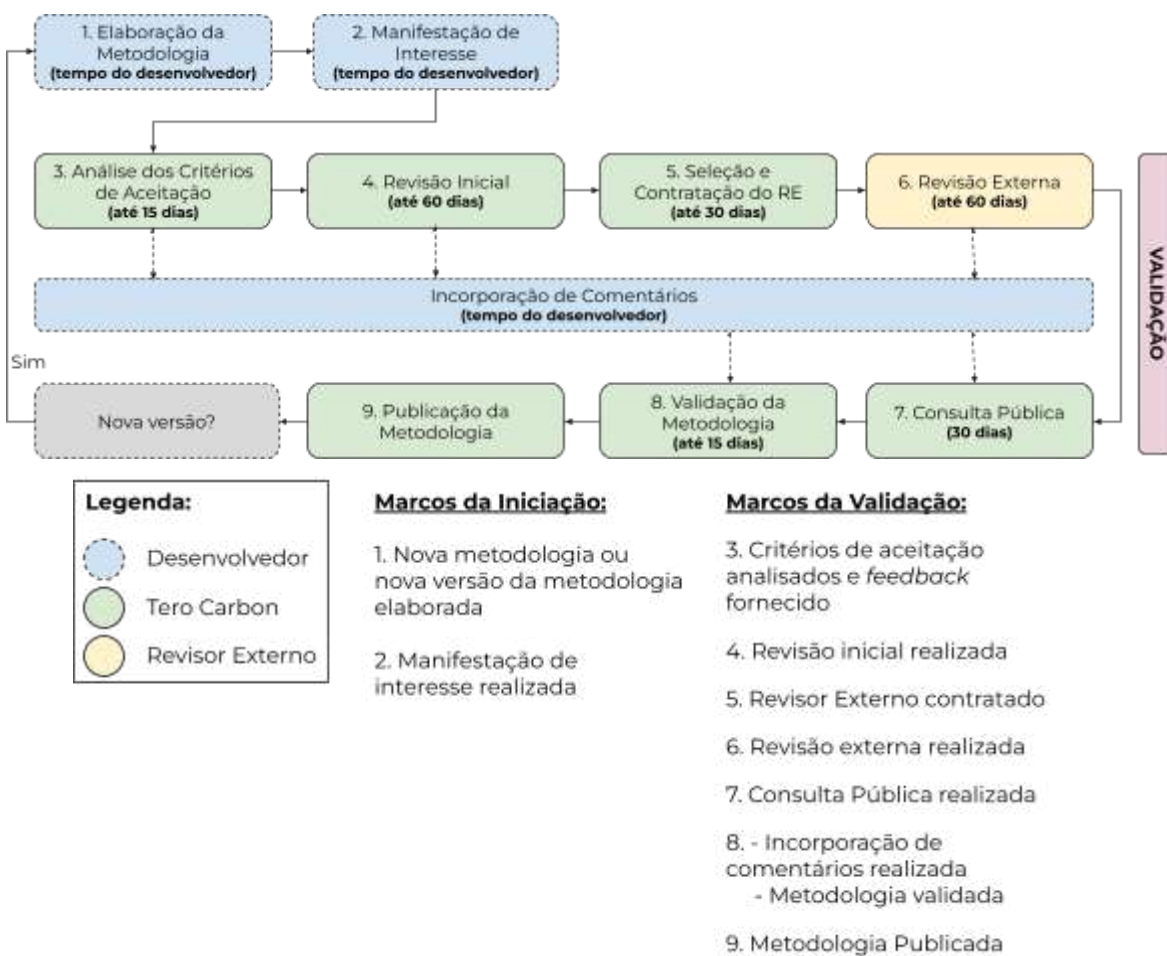 1. Elaboração da
Metodologia
(tempo do desenvolvedor)
2. Manifestação de
Interesse
(tempo do desenvolvedor)
3. Análise dos Critérios
de Aceitação
(até 15 dias)
4. Revisão Inicial
(até 60 dias)
5. Seleção e
Contratação do RE
(até 30 dias)
6. Revisão Externa
(até 60 dias)
VALIDAÇÃO
Incorporação de Comentários
(tempo do desenvolvedor)
Sim
Nova versão?
9. Publicação da
Metodologia
8. Validação da
Metodologia
(até 15 dias)
7. Consulta Pública
(30 dias)
Legenda:
Desenvolvedor
Tero Carbon
Revisor Externo
Marcos da Iniciação:
1. Nova metodologia ou
nova versão da metodologia
elaborada
2. Manifestação de
interesse realizada
Marcos da Validação:
3. Critérios de aceitação
analisados e feedback
fornecido
4. Revisão inicial realizada
5. Revisor Externo contratado
6. Revisão externa realizada
7. Consulta Pública realizada
8. - Incorporação de
comentários realizada
- Metodologia validada
9. Metodologia Publicada